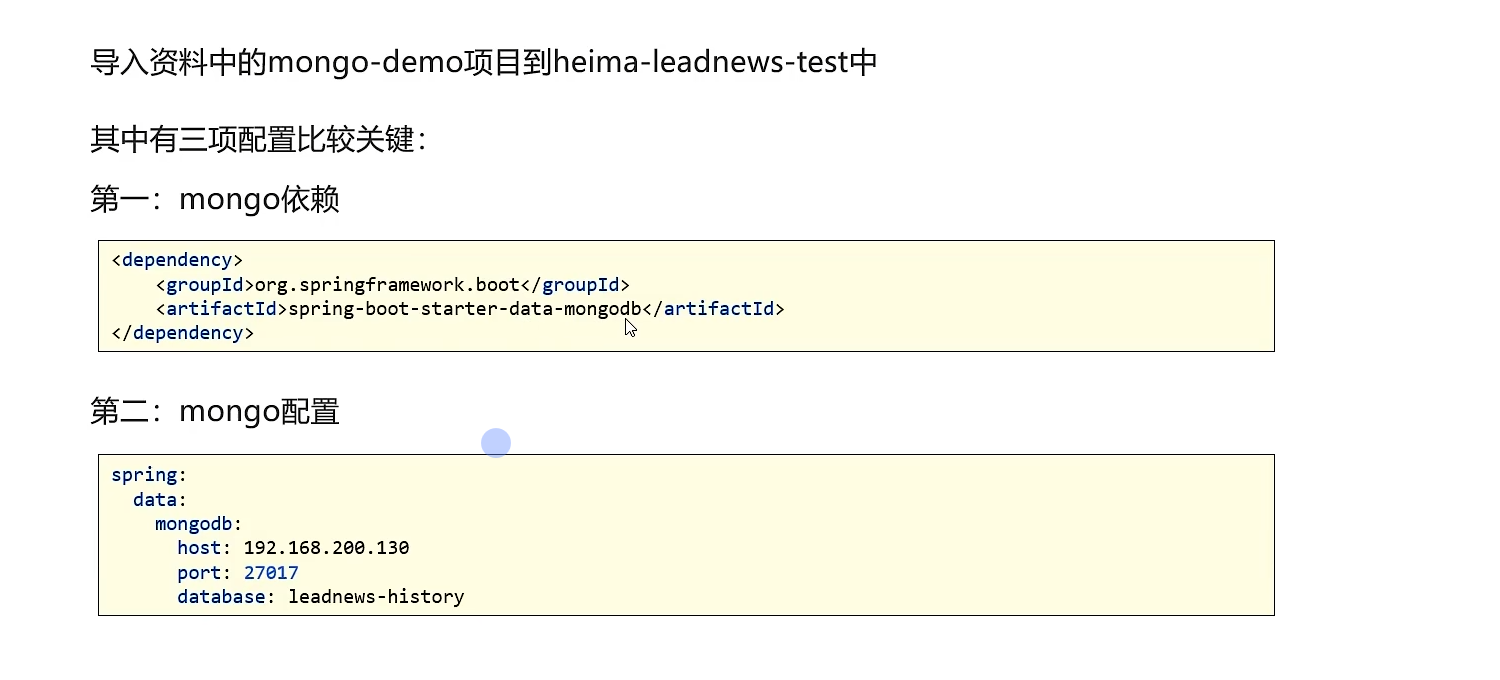 导入资料中的mongo-demo项目到heima-leadnews-test中
其中有三项配置比较关键：
第一：mongo依赖
<dependency>
    <groupId>org.springframework.boot</groupId>
    <artifactId>spring-boot-starter-data-mongodb</artifactId>
</dependency>
第二：mongo配置
spring:
  data:
    mongodb:
      host: 192.168.200.130
      port: 27017
      database: leadnews-history